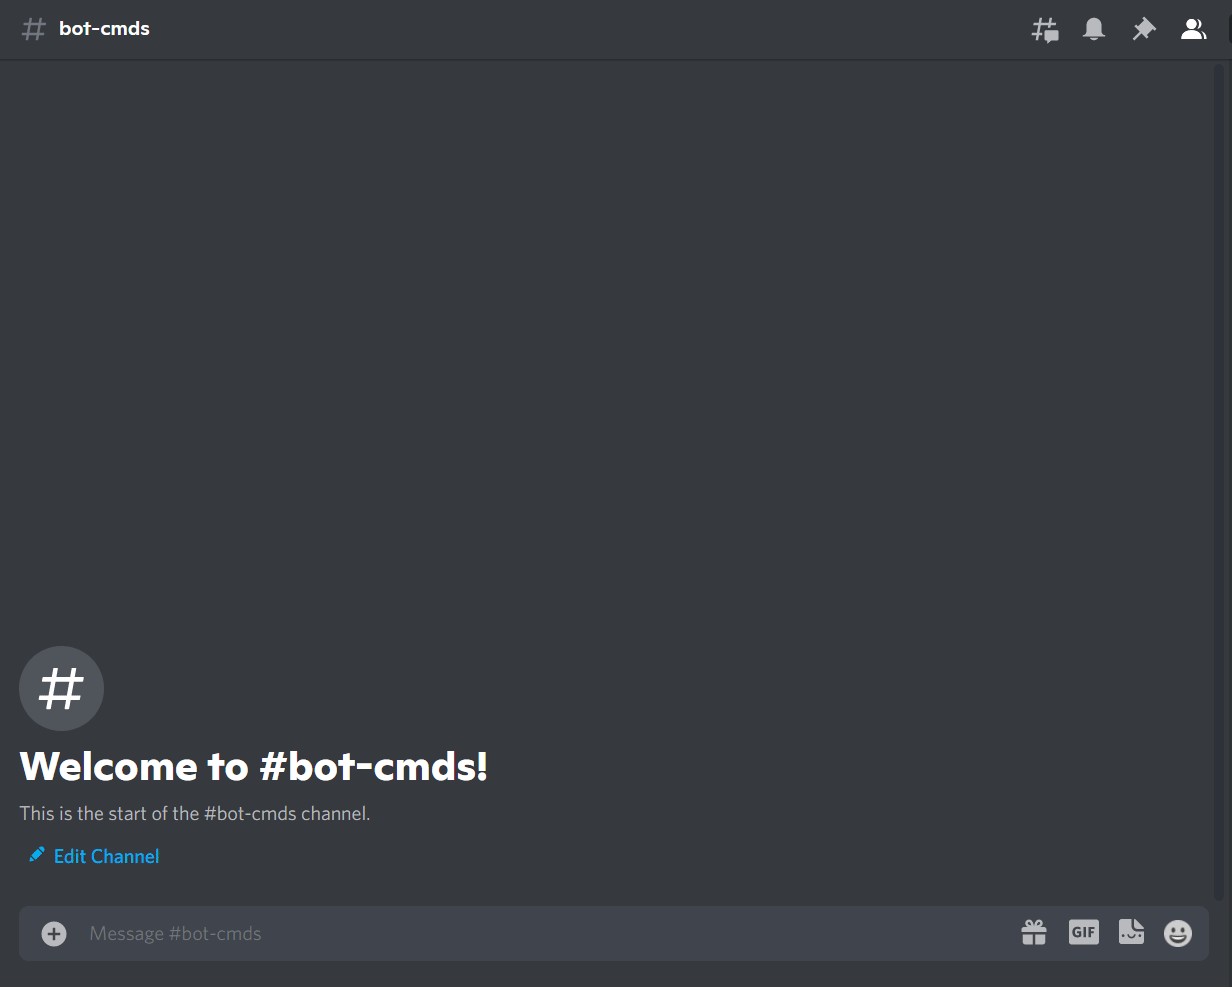 # bot-cmds
#
Welcome to #bot-cmds!
This is the start of the #bot-cmds channel.
Edit Channel
Message #bot-cmds
GIF